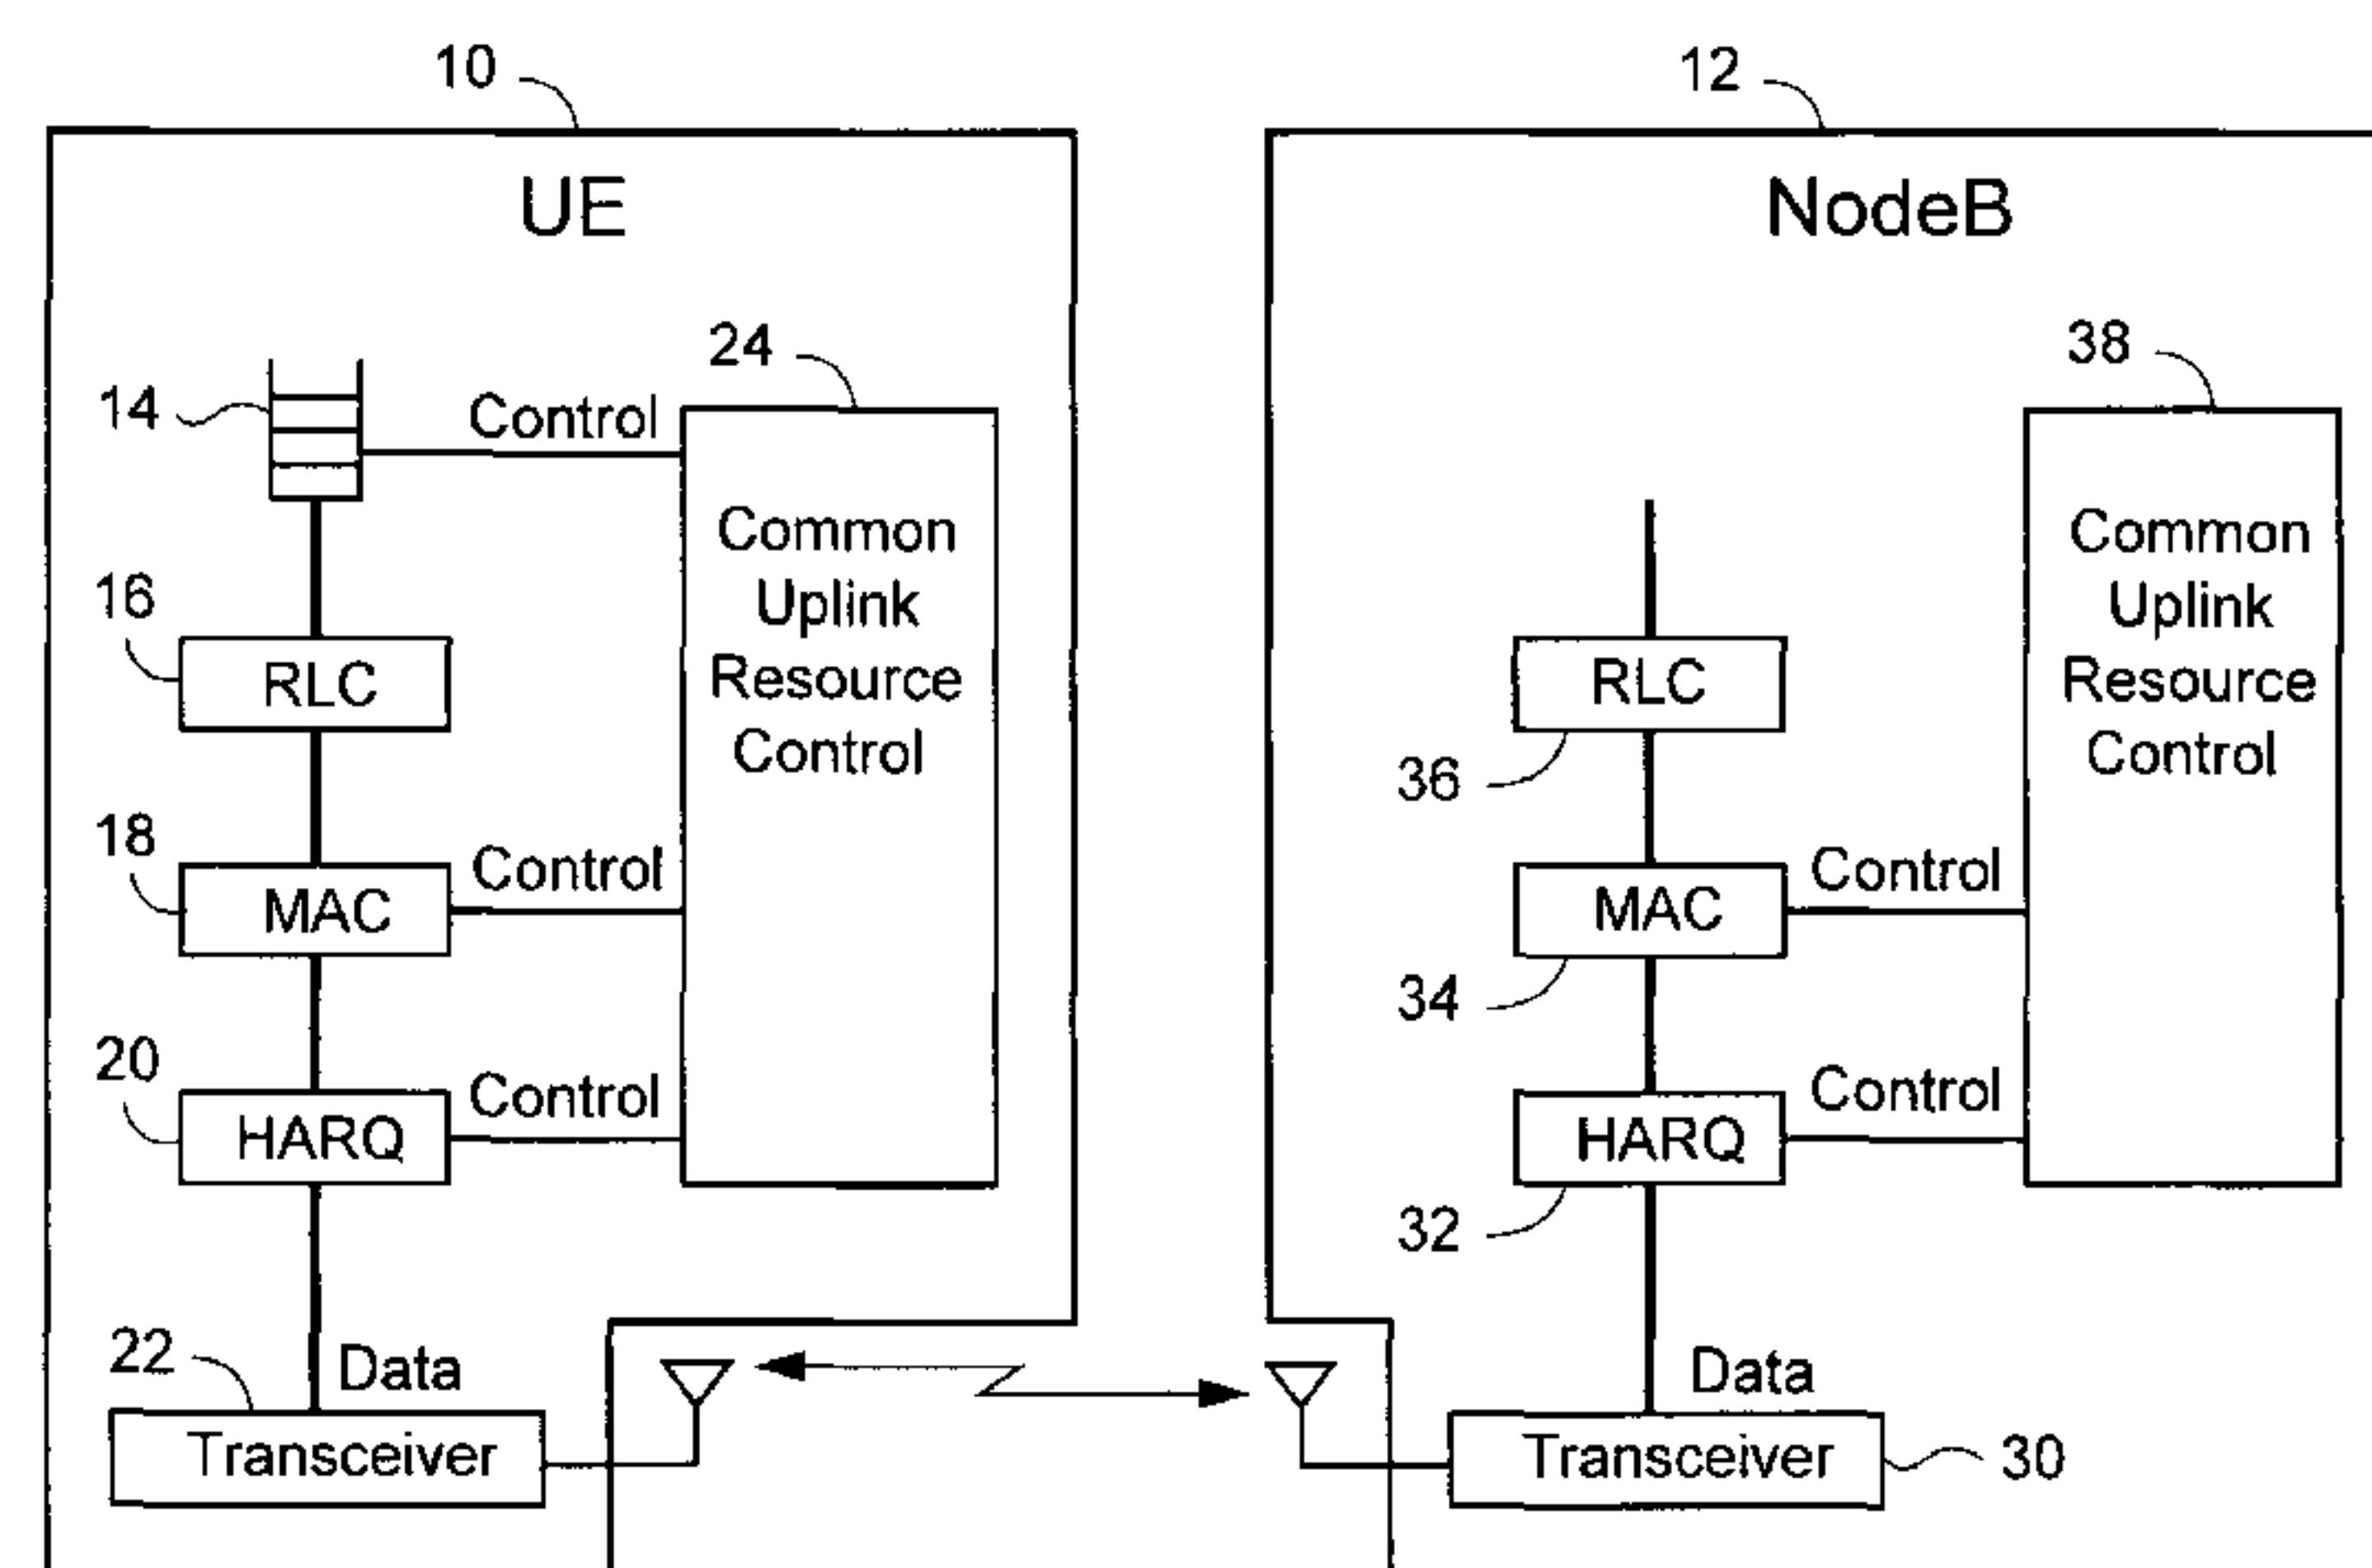 10
UE
14
Control
24
Common
Uplink
Resource
Control
16
RLC
18
MAC
Control
20
HARQ
Control
22
Data
Transceiver
12
NodeB
38
Common
Uplink
Resource
Control
RLC
36
MAC
Control
34
HARQ
Control
32
Data
Transceiver
30